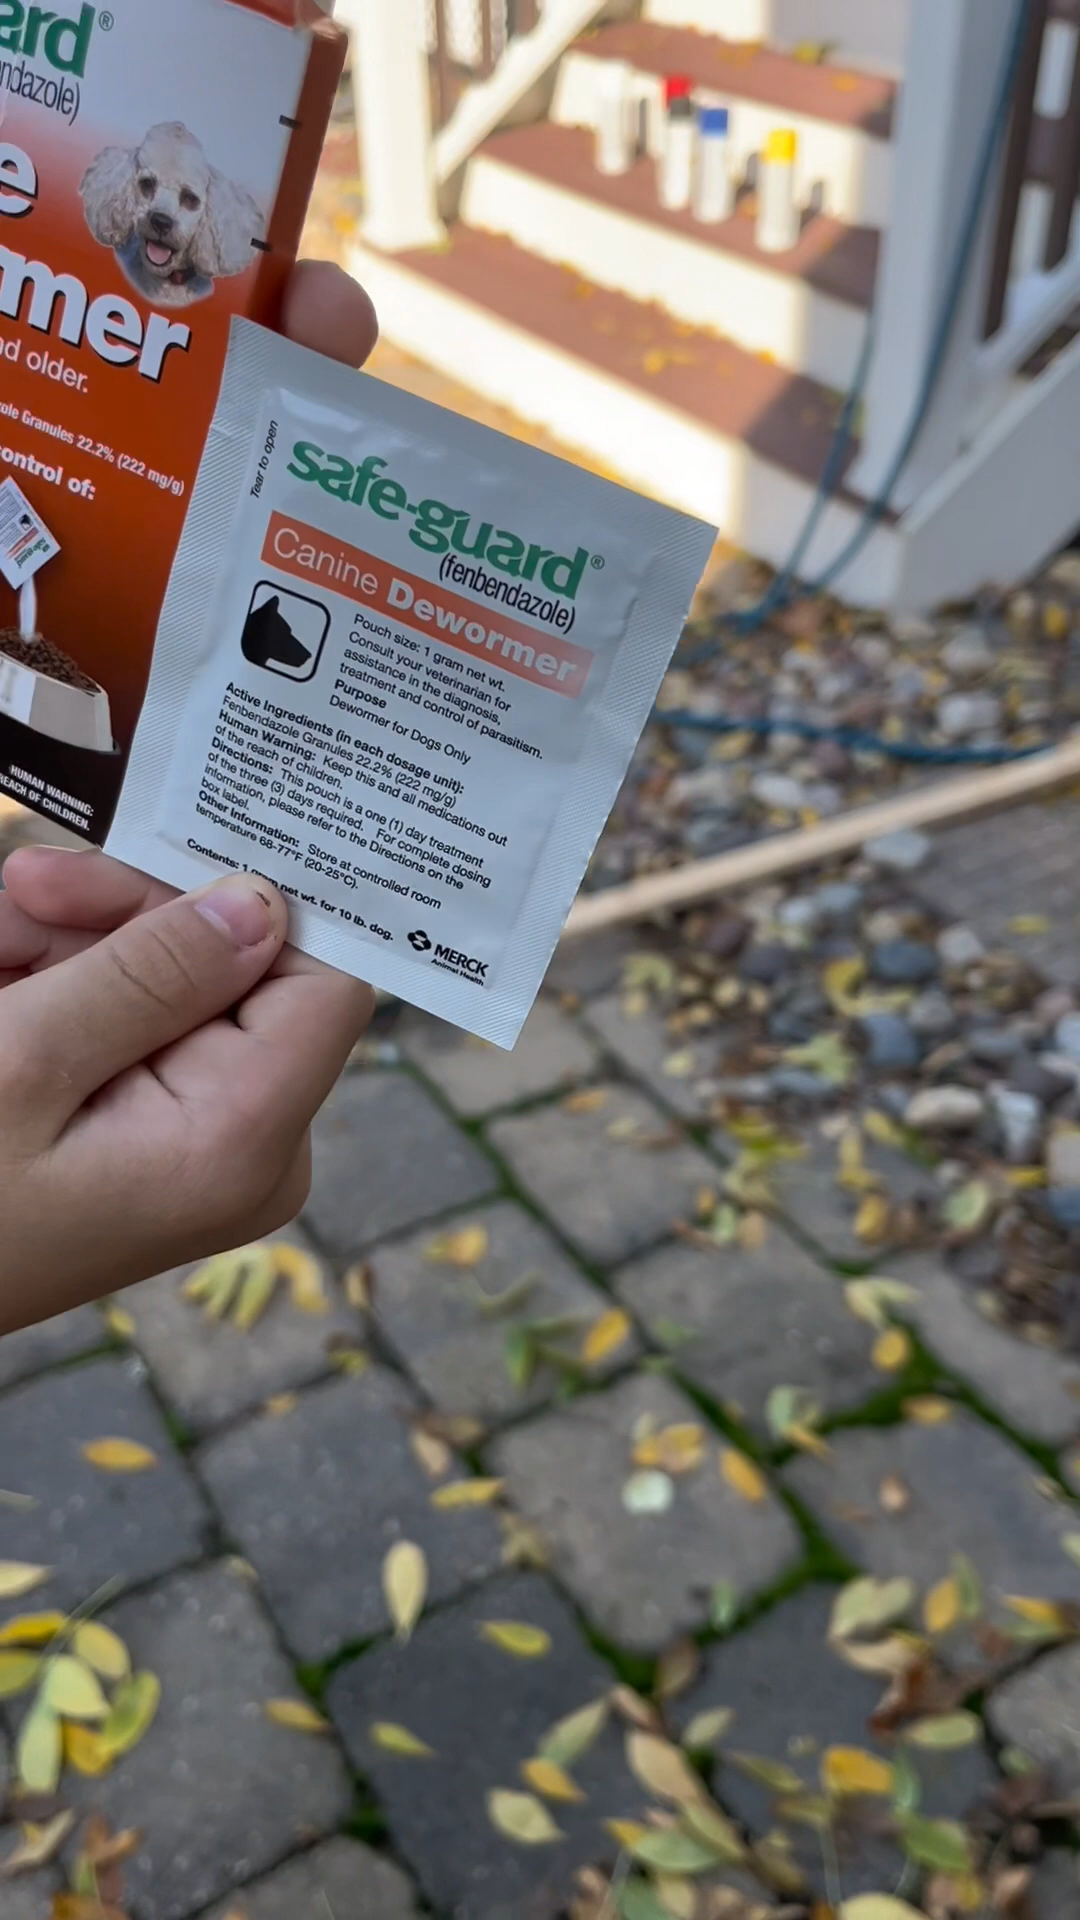 ard®
ndazole)
e
mer
nd older.
ole Granules 22.2% (222 mg/g)
ontrol of:
HUMAN WARNING:
REACH OF CHILDREN.
Tear to open
safe-guard®
(fenbendazole)
Canine Dewormer
Pouch size: 1 gram net wt.
Consult your veterinarian for
assistance in the diagnosis,
treatment and control of parasitism.
Purpose
Dewormer for Dogs Only
Active Ingredients (in each dosage unit):
Fenbendazole Granules 22.2% (222 mg/g)
Human Warning: Keep this and all medications out
of the reach of children.
Directions: This pouch is a one (1) day treatment
of the three (3) days required. For complete dosing
information, please refer to the Directions on the
box label.
Other Information: Store at controlled room
temperature 68-77°F (20-25°C).
Contents: 1 gram net wt. for 10 lb. dog.
MERCK
Animal Health